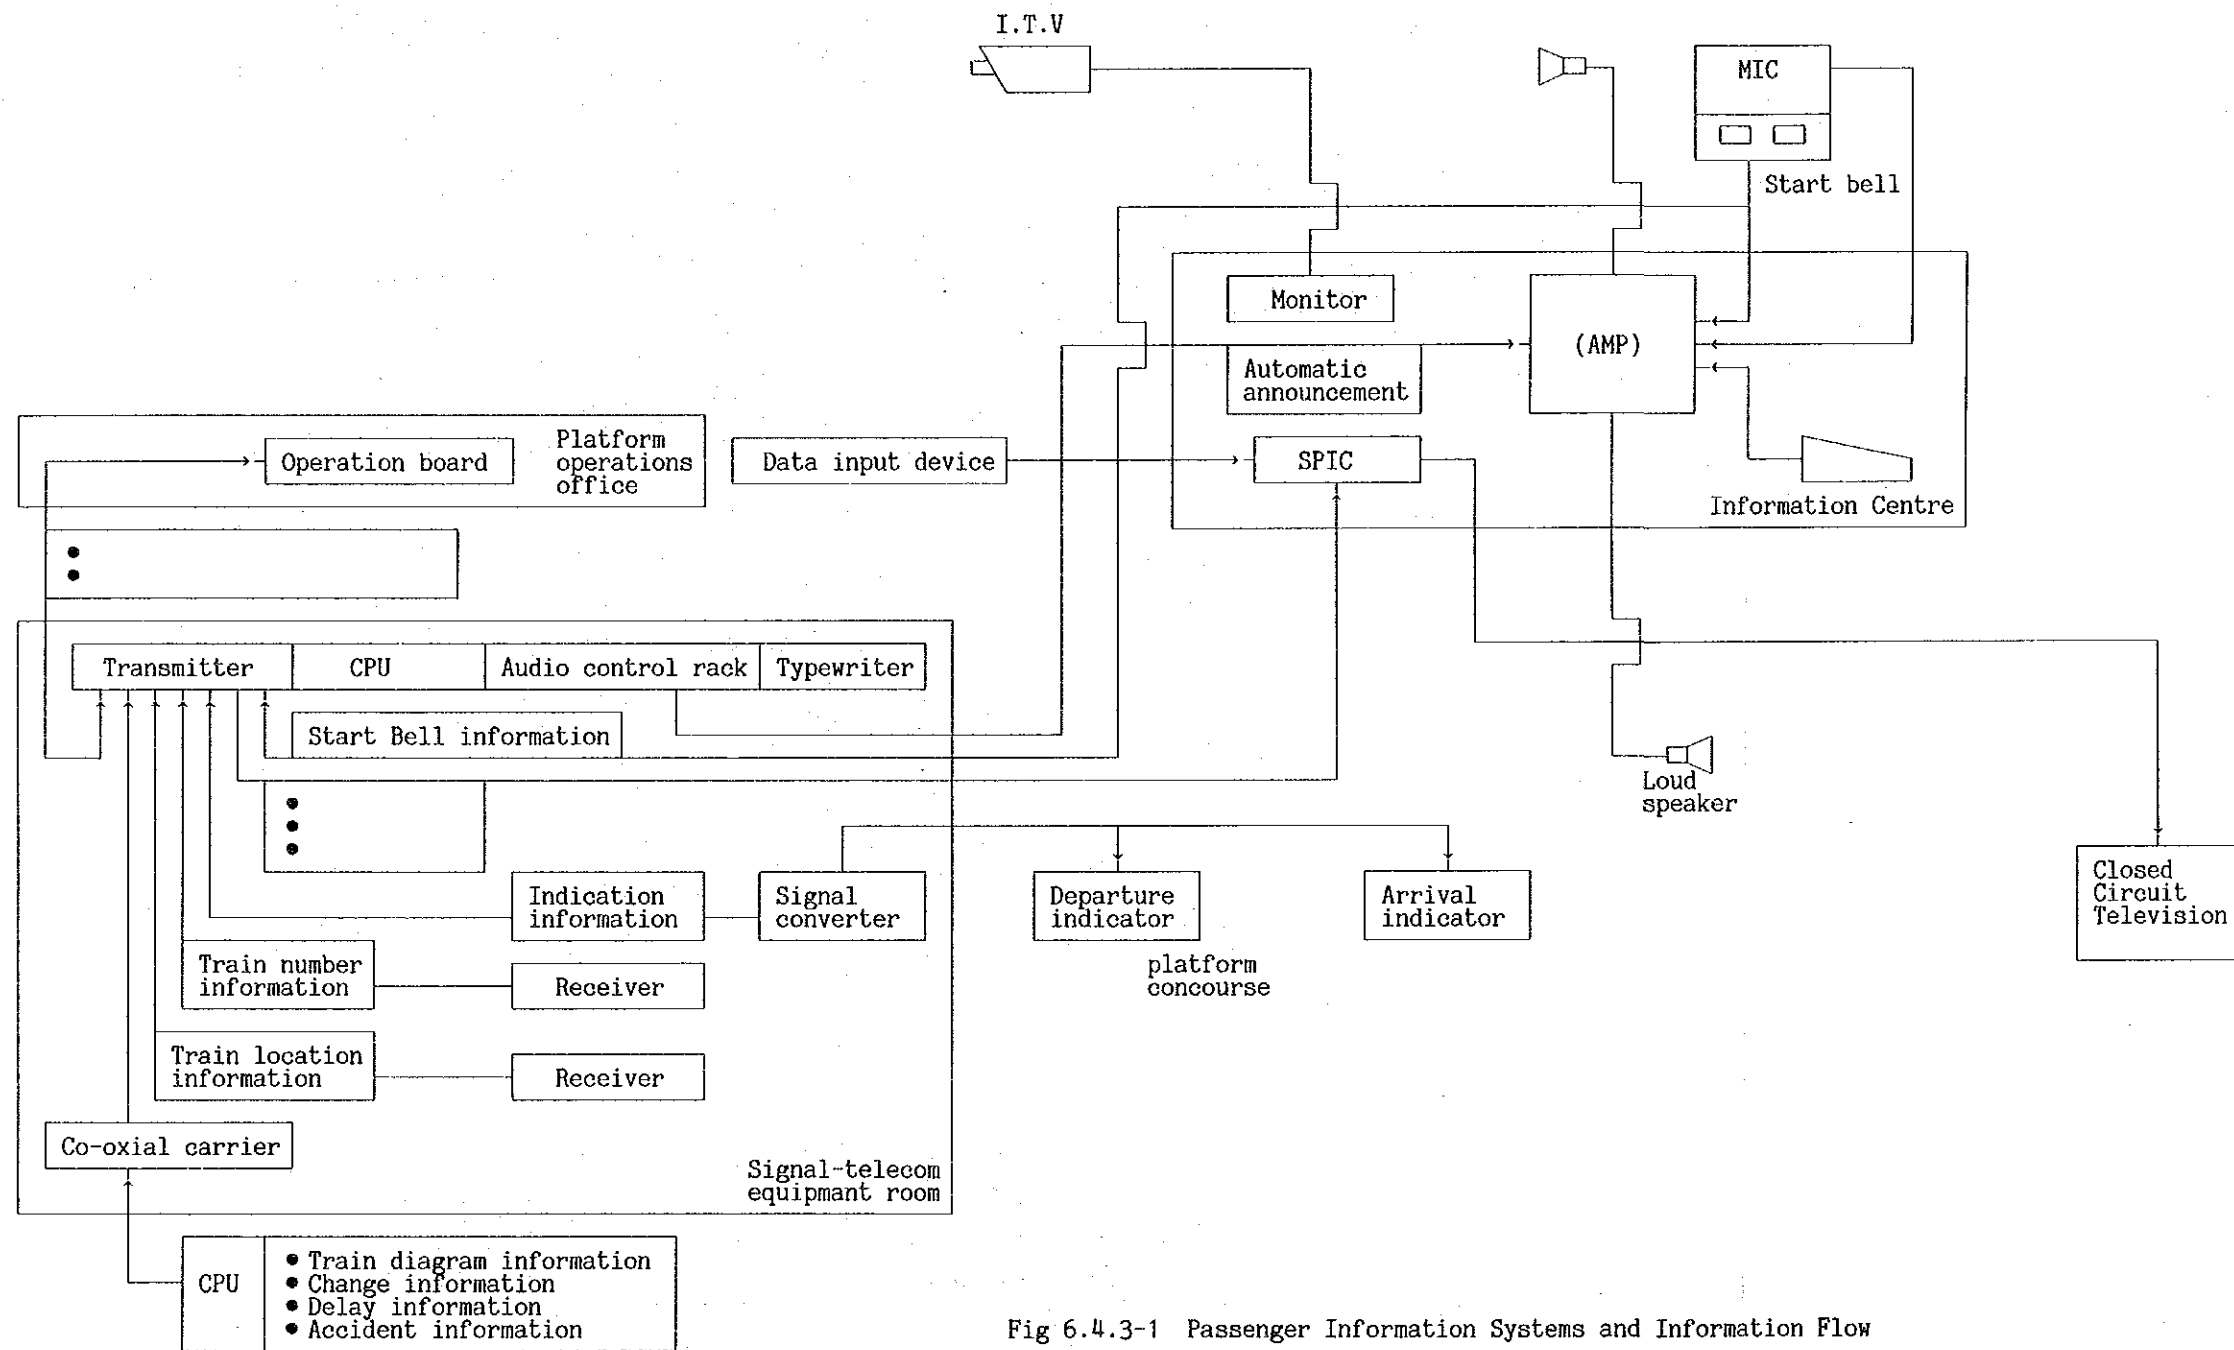 I.T.V
MIC
Start bell
Monitor
(AMP)
Automatic
announcement
Platform
operations
office
Operation board
Data input device
SPIC
Information Centre
●
●
Transmitter
CPU
Audio control rack
Typewriter
Start Bell information
●
●
●
Loud
speaker
Indication
information
Signal
converter
Departure
indicator
Arrival
indicator
Closed
Circuit
Television
platform
concourse
Train number
information
Receiver
Train location
information
Receiver
Co-oxial carrier
Signal-telecom
equipmant room
CPU
● Train diagram information
● Change information
● Delay information
● Accident information
Fig 6.4.3-1 Passenger Information Systems and Information Flow